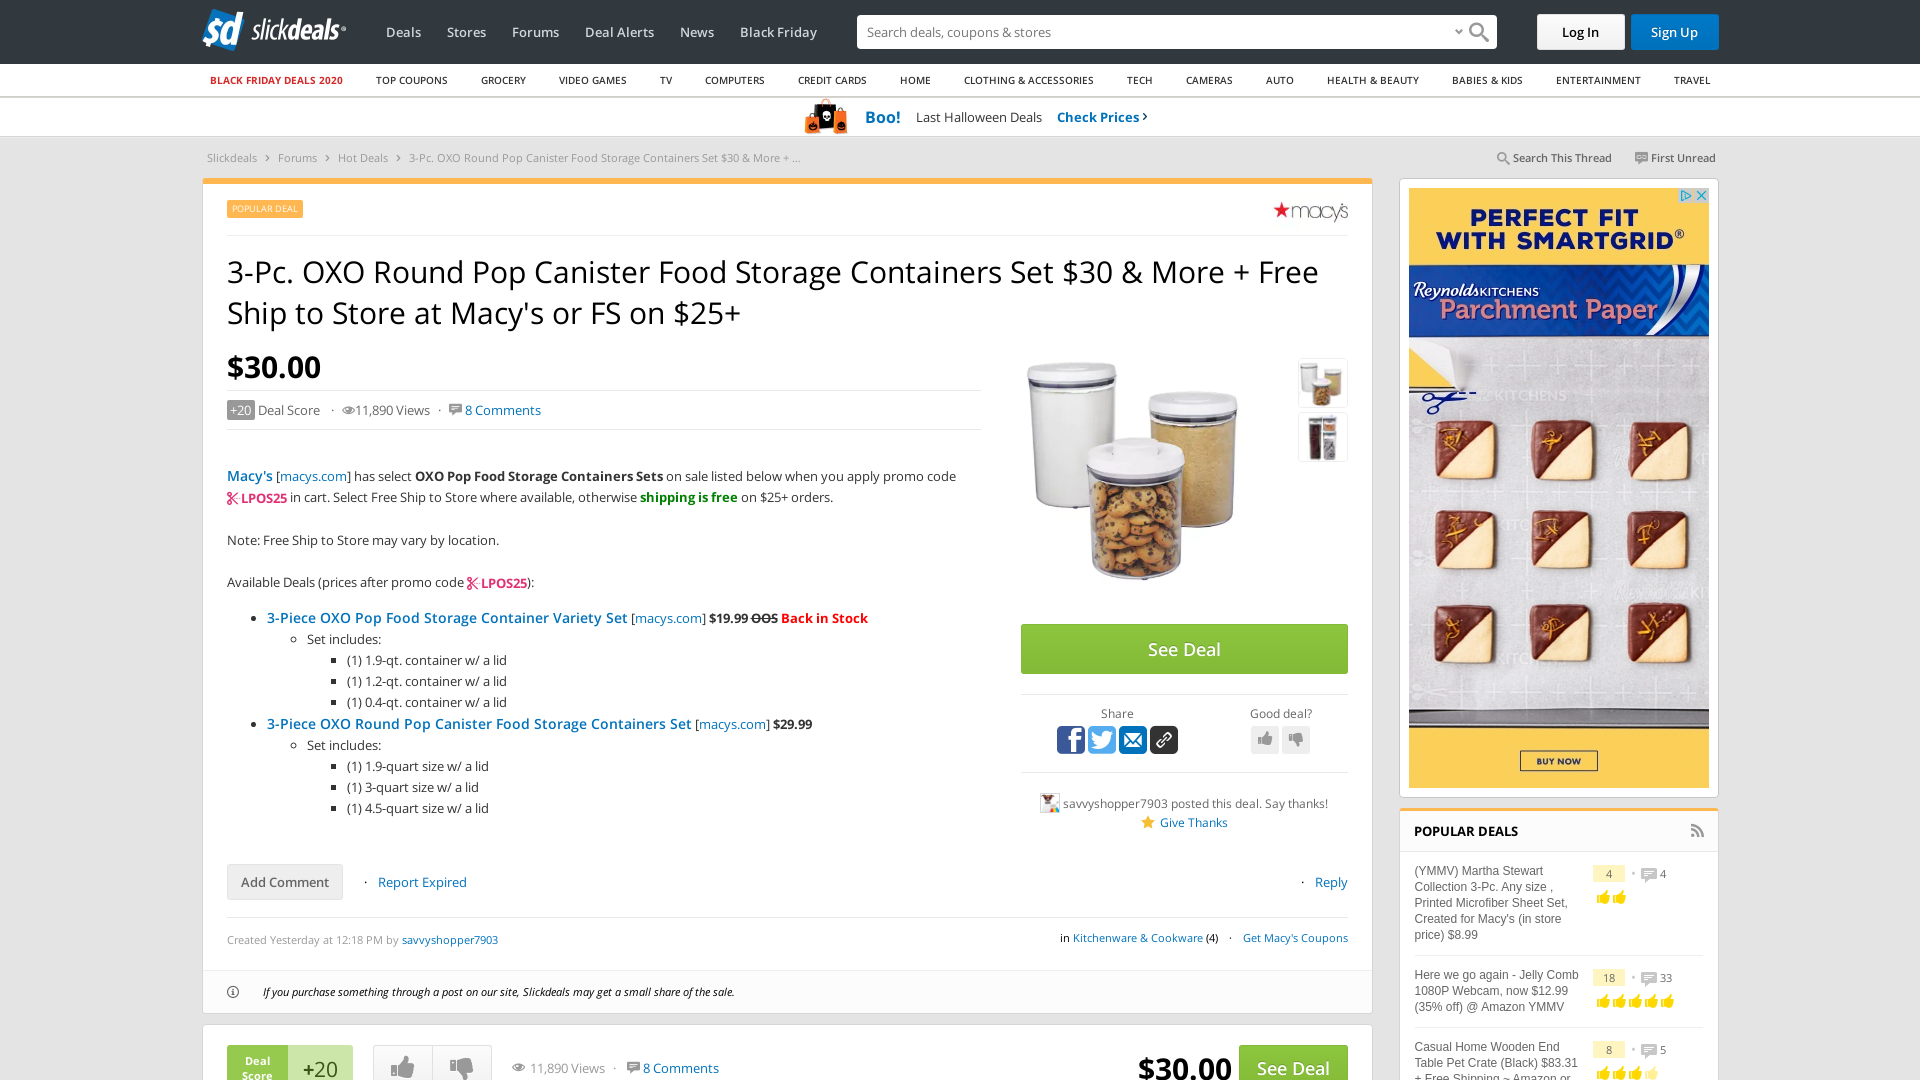 sd slickdeals
Deals
Stores
Forums
Deal Alerts
News
Black Friday
Search deals, coupons & stores
Log In
Sign Up
BLACK FRIDAY DEALS 2020
TOP COUPONS
GROCERY
VIDEO GAMES
TV
COMPUTERS
CREDIT CARDS
HOME
CLOTHING & ACCESSORIES
TECH
CAMERAS
AUTO
HEALTH & BEAUTY
BABIES & KIDS
ENTERTAINMENT
TRAVEL
Boo! Last Halloween Deals Check Prices ›
Slickdeals › Forums › Hot Deals › 3-Pc. OXO Round Pop Canister Food Storage Containers Set $30 & More + ...
Search This Thread
First Unread
POPULAR DEAL
★macy's
3-Pc. OXO Round Pop Canister Food Storage Containers Set $30 & More + Free
Ship to Store at Macy's or FS on $25+
$30.00
+20 Deal Score · 11,890 Views · 8 Comments
Macy's [macys.com] has select OXO Pop Food Storage Containers Sets on sale listed below when you apply promo code
LPOS25 in cart. Select Free Ship to Store where available, otherwise shipping is free on $25+ orders.
Note: Free Ship to Store may vary by location.
Available Deals (prices after promo code LPOS25):
• 3-Piece OXO Pop Food Storage Container Variety Set [macys.com] $19.99 OOS Back in Stock
Set includes:
(1) 1.9-qt. container w/ a lid
(1) 1.2-qt. container w/ a lid
(1) 0.4-qt. container w/ a lid
• 3-Piece OXO Round Pop Canister Food Storage Containers Set [macys.com] $29.99
Set includes:
(1) 1.9-quart size w/ a lid
(1) 3-quart size w/ a lid
(1) 4.5-quart size w/ a lid
See Deal
Share
Good deal?
savvyshopper7903 posted this deal. Say thanks!
Give Thanks
Add Comment · Report Expired
· Reply
Created Yesterday at 12:18 PM by savvyshopper7903
in Kitchenware & Cookware (4) · Get Macy's Coupons
If you purchase something through a post on our site, Slickdeals may get a small share of the sale.
Deal
Score
+20
11,890 Views · 8 Comments
$30.00
See Deal
PERFECT FIT
WITH SMARTGRID®
Reynolds KITCHENS
Parchment Paper
BUY NOW
POPULAR DEALS
(YMMV) Martha Stewart
Collection 3-Pc. Any size ,
Printed Microfiber Sheet Set,
Created for Macy's (in store
price) $8.99
4 • 4
Here we go again - Jelly Comb
1080P Webcam, now $12.99
(35% off) @ Amazon YMMV
18 • 33
Casual Home Wooden End
Table Pet Crate (Black) $83.31
+ Free Shipping ~ Amazon or
8 • 5